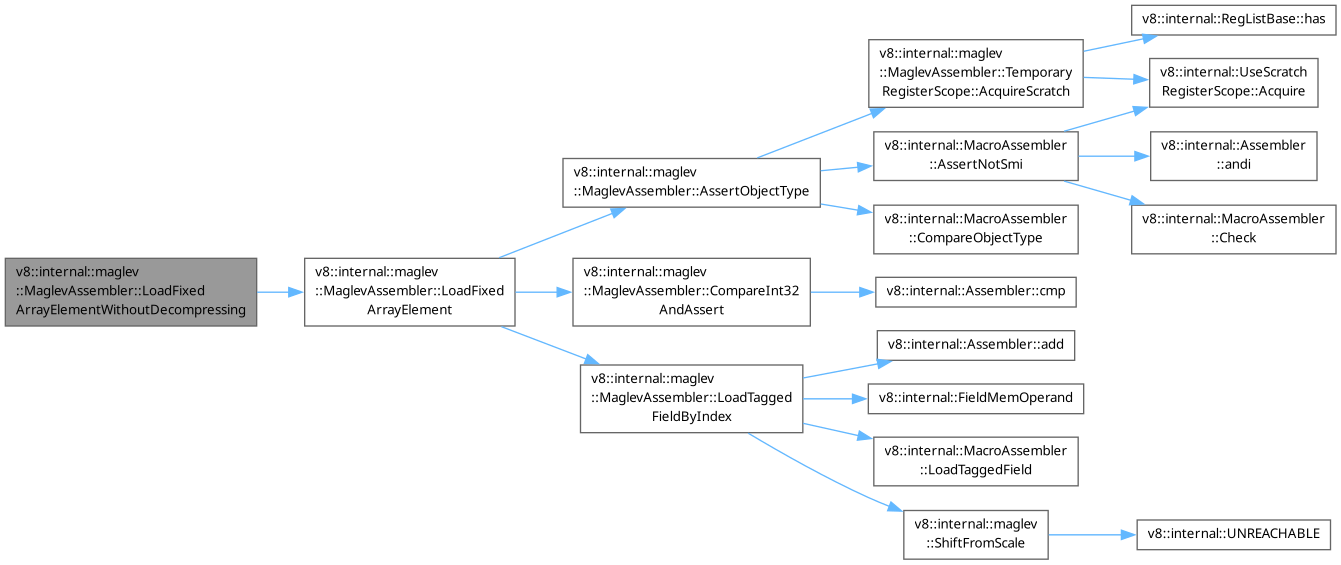 v8::internal::maglev
::MaglevAssembler::LoadFixed
ArrayElementWithoutDecompressing
v8::internal::maglev
::MaglevAssembler::LoadFixed
ArrayElement
v8::internal::maglev
::MaglevAssembler::AssertObjectType
v8::internal::maglev
::MaglevAssembler::Temporary
RegisterScope::AcquireScratch
v8::internal::RegListBase::has
v8::internal::UseScratch
RegisterScope::Acquire
v8::internal::MacroAssembler
::AssertNotSmi
v8::internal::Assembler
::andi
v8::internal::MacroAssembler
::Check
v8::internal::MacroAssembler
::CompareObjectType
v8::internal::maglev
::MaglevAssembler::CompareInt32
AndAssert
v8::internal::Assembler::cmp
v8::internal::maglev
::MaglevAssembler::LoadTagged
FieldByIndex
v8::internal::Assembler::add
v8::internal::FieldMemOperand
v8::internal::MacroAssembler
::LoadTaggedField
v8::internal::maglev
::ShiftFromScale
v8::internal::UNREACHABLE